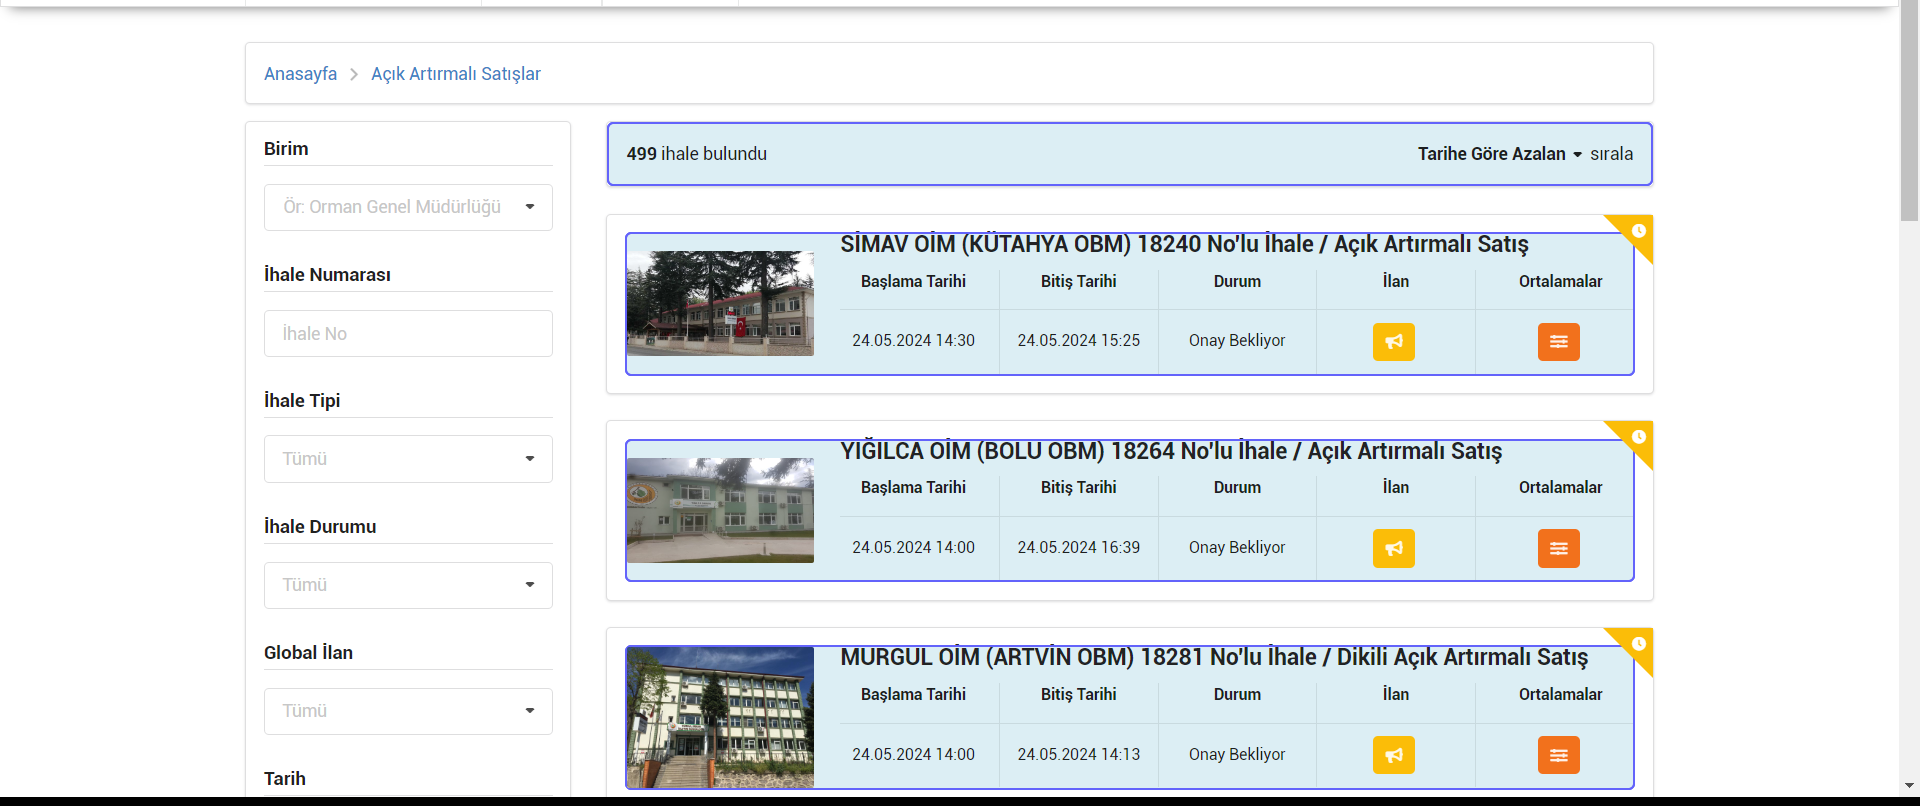 Anasayfa > Açık Artırmalı Satışlar
Birim
Ör: Orman Genel Müdürlüğü
İhale Numarası
İhale No
İhale Tipi
Tümü
İhale Durumu
Tümü
Global İlan
Tümü
Tarih
499 ihale bulundu
Tarihe Göre Azalan sırala
SİMAV OİM (KÜTAHYA OBM) 18240 No'lu İhale / Açık Artırmalı Satış
Başlama Tarihi Bitiş Tarihi Durum İlan Ortalamalar
24.05.2024 14:30 24.05.2024 15:25 Onay Bekliyor
YIĞILCA OİM (BOLU OBM) 18264 No'lu İhale / Açık Artırmalı Satış
Başlama Tarihi Bitiş Tarihi Durum İlan Ortalamalar
24.05.2024 14:00 24.05.2024 16:39 Onay Bekliyor
MURGUL OİM (ARTVİN OBM) 18281 No'lu İhale / Dikili Açık Artırmalı Satış
Başlama Tarihi Bitiş Tarihi Durum İlan Ortalamalar
24.05.2024 14:00 24.05.2024 14:13 Onay Bekliyor